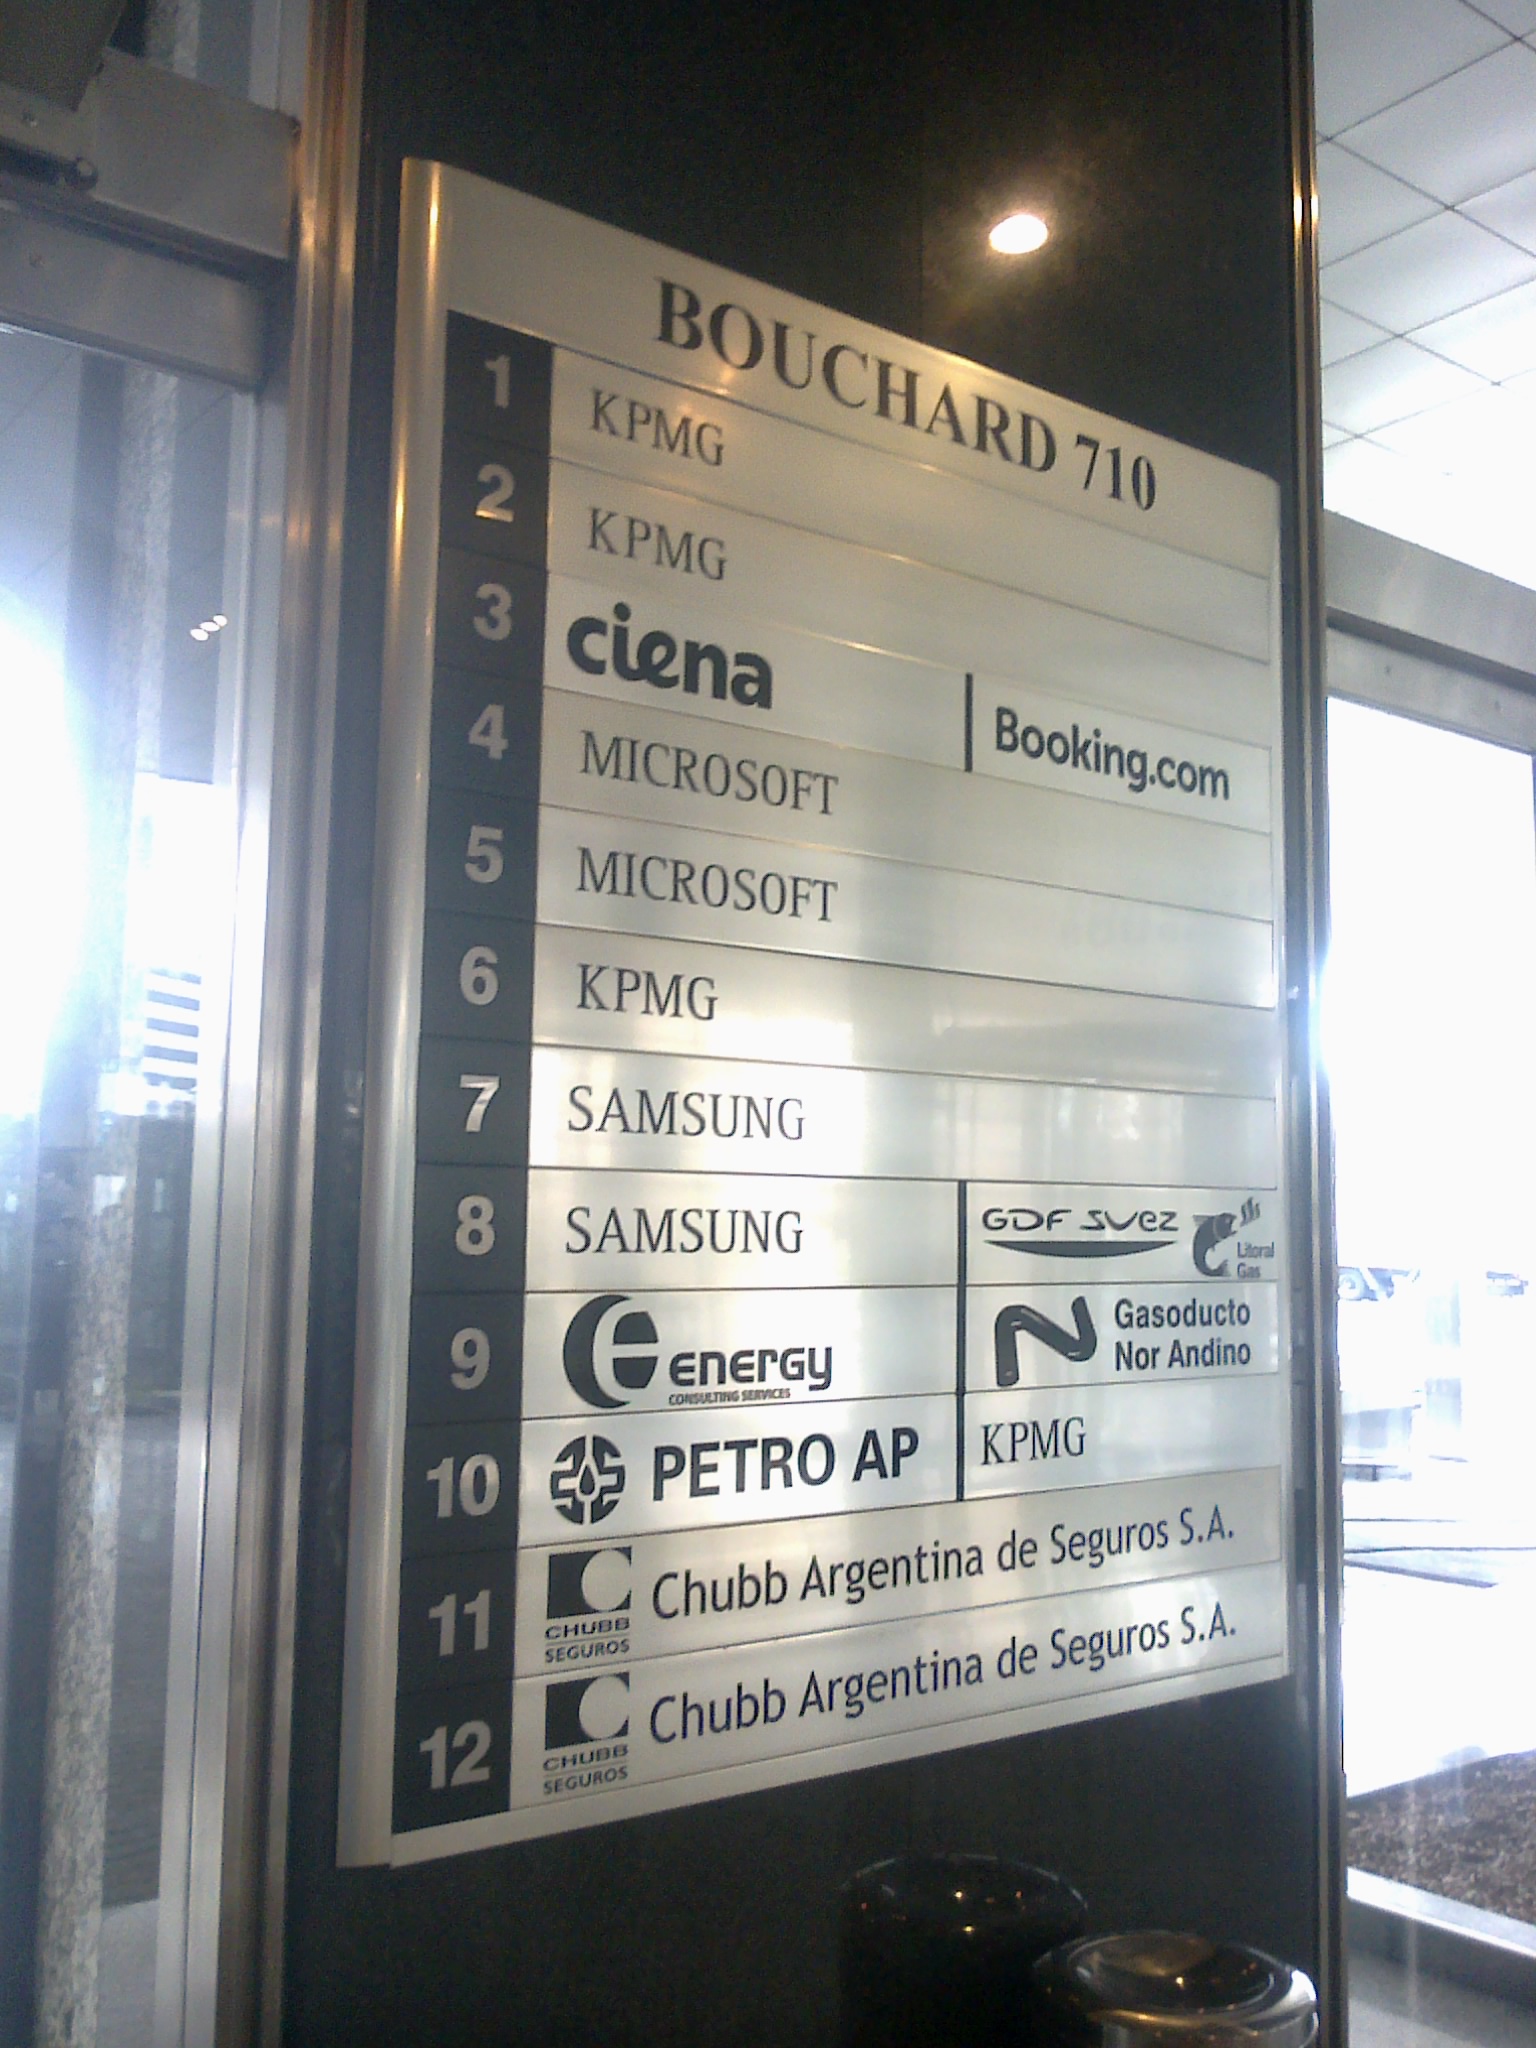 BOUCHARD 710
1 KPMG
2 KPMG
3 ciena Booking.com
4 MICROSOFT
5 MICROSOFT
6 KPMG
7 SAMSUNG
8 SAMSUNG GDF SUEZ Litoral Gas
9 energy CONSULTING SERVICES Gasoducto Nor Andino
10 PETRO AP KPMG
11 CHUBB SEGUROS Chubb Argentina de Seguros S.A.
12 CHUBB SEGUROS Chubb Argentina de Seguros S.A.